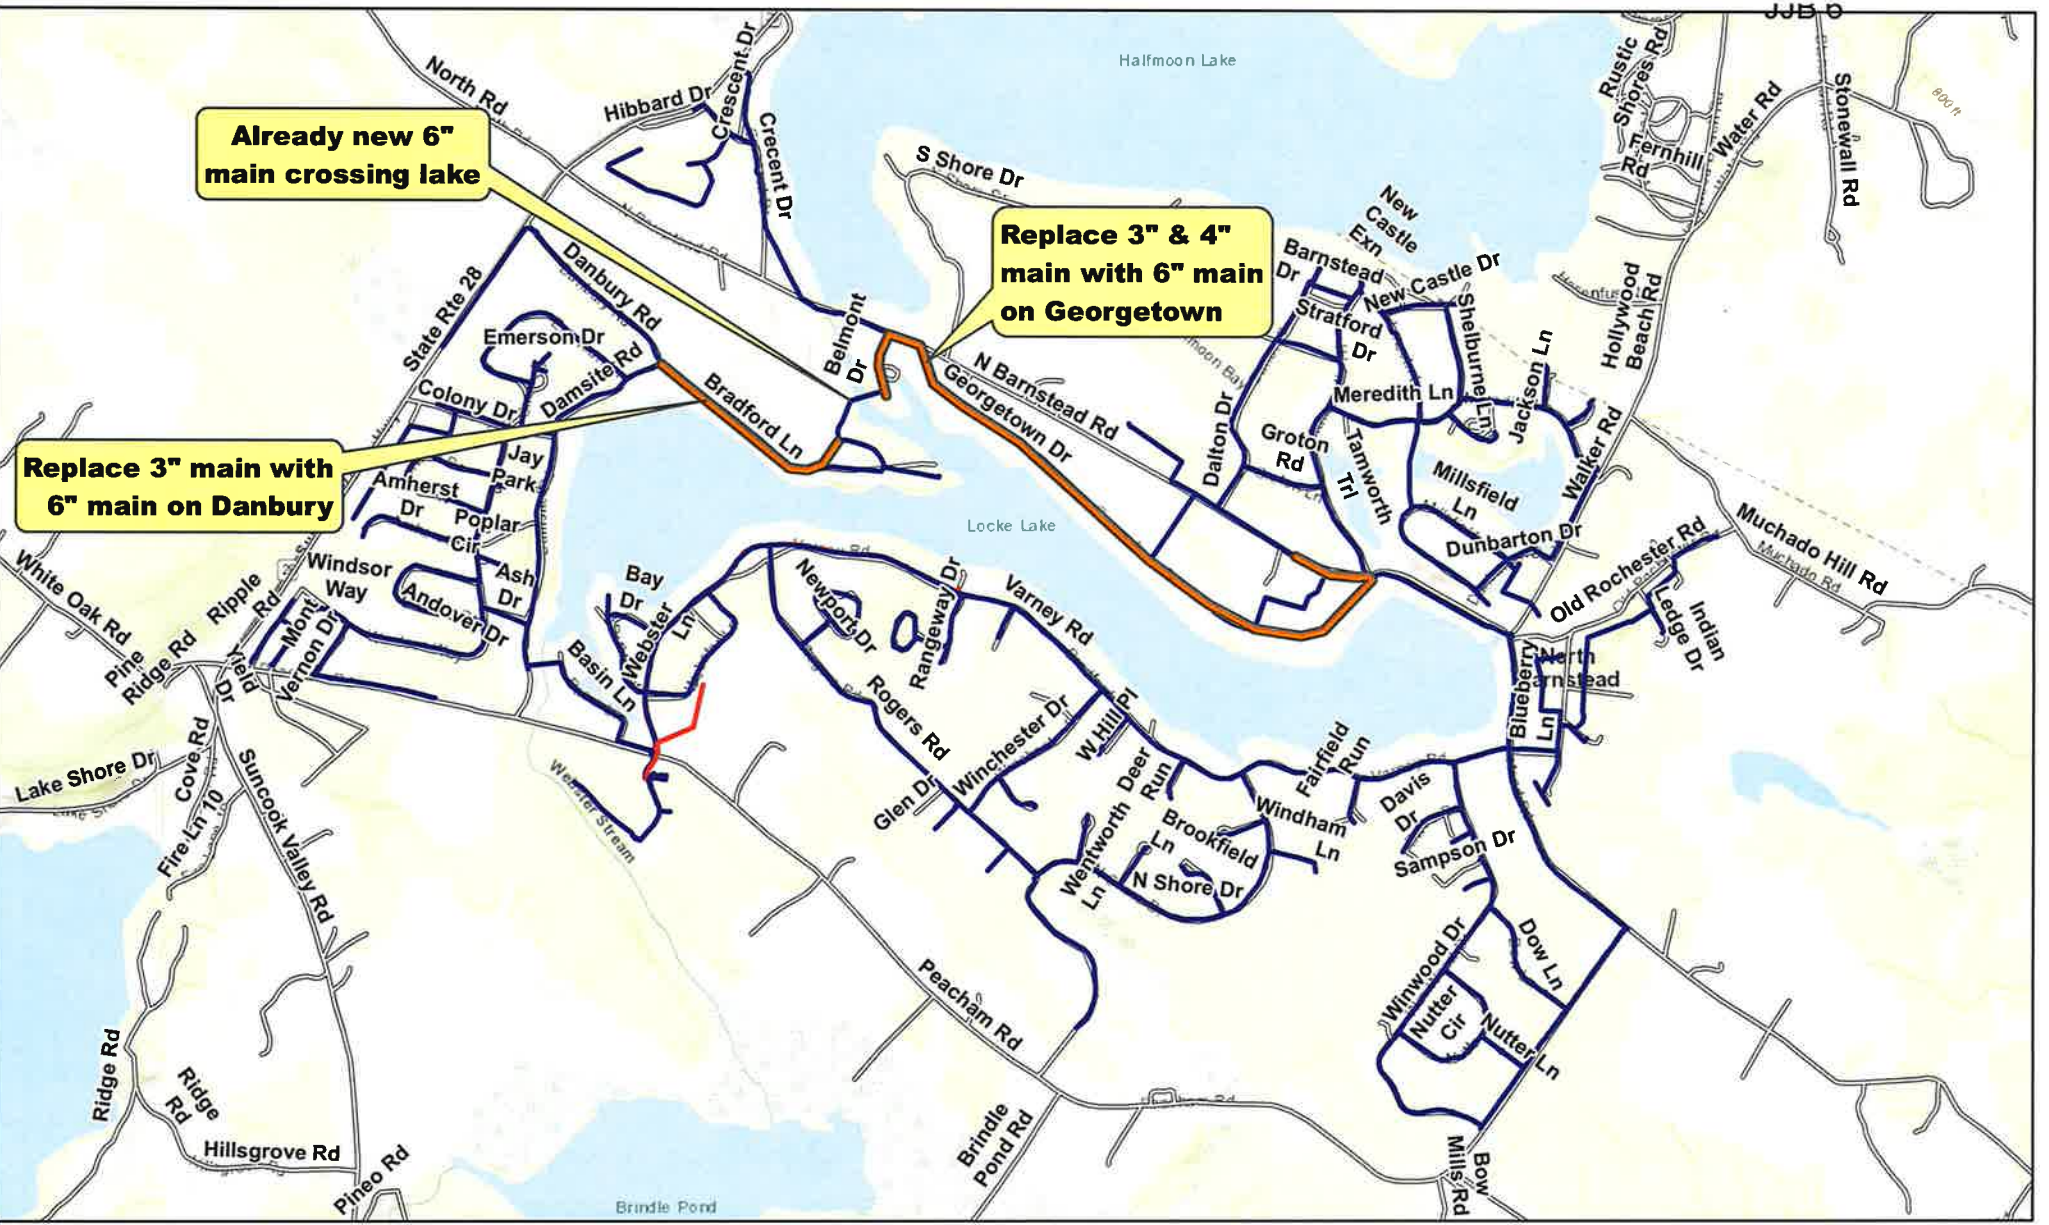 JJB 5
Halfmoon Lake
North Rd
Hibbard Dr
Crescent Dr
Crecent Dr
Already new 6"
main crossing lake
S Shore Dr
Replace 3" & 4"
main with 6" main
on Georgetown
New
Castle
Exn
Barnstead
Dr
New Castle Dr
Stratford
Dr
Shelburne Ln
Meredith Ln
Jackson Ln
Rustic
Shores Rd
Fernhill
Rd
Water Rd
Stonewall Rd
800 ft
Hollywood
Beach Rd
Walker Rd
State Rte 28
Danbury Rd
Emerson Dr
Damsite Rd
Colony Dr
Bradford Ln
Belmont
Dr
N Barnstead Rd
Georgetown Dr
Dalton Dr
Groton
Rd
Tamworth
Trl
Millsfield
Ln
Dunbarton Dr
Old Rochester Rd
Muchado Hill Rd
Muchado Rd
Replace 3" main with
6" main on Danbury
Jay
Park
Amherst
Dr
Poplar
Cir
Windsor
Way
Ash
Dr
Andover Dr
Mont
Vernon Dr
White Oak Rd
Ripple
Rd
Pine
Ridge Rd
Yield
Dr
Locke Lake
Bay
Dr
Webster
Ln
Basin Ln
Newport Dr
Rangeway Dr
Varney Rd
Rogers Rd
Winchester Dr
W Hill Pl
Glen Dr
Deer
Run
Wentworth
Ln
Brookfield
Ln
N Shore Dr
Windham
Ln
Fairfield
Run
Davis
Dr
Sampson Dr
Blueberry
Ln
North
Barnstead
Indian
Ledge Dr
Lake Shore Dr
Cove Rd
Fire Ln 10
Suncook Valley Rd
Webster Stream
Peacham Rd
Winwood Dr
Dow Ln
Nutter
Cir
Nutter Ln
Ridge Rd
Ridge
Rd
Hillsgrove Rd
Pineo Rd
Brindle Pond
Brindle
Pond Rd
Bow
Mills Rd